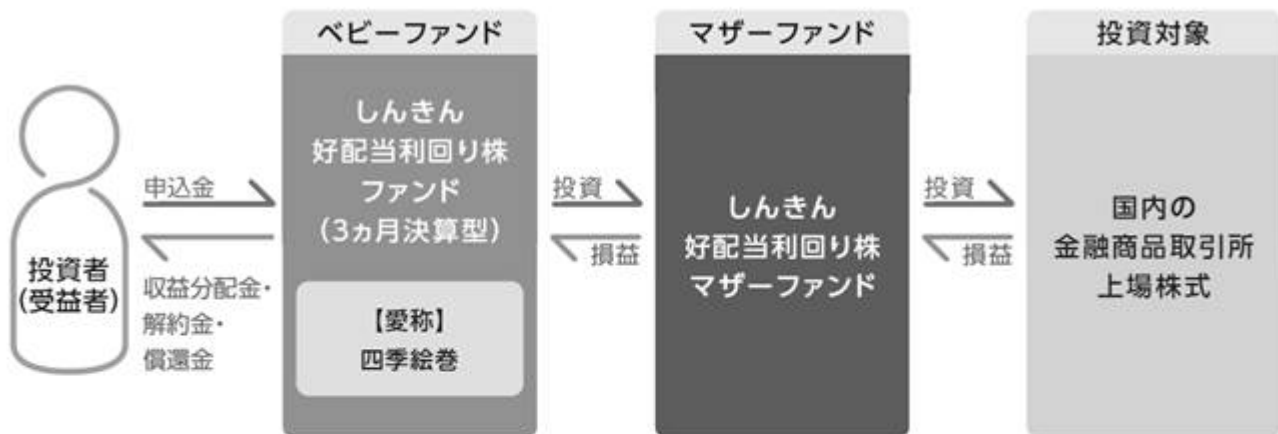 ベビーファンド
マザーファンド
投資対象
しんきん
好配当利回り株
ファンド
(3ヵ月決算型)
【愛称】
四季絵巻
しんきん
好配当利回り株
マザーファンド
国内の
金融商品取引所
上場株式
投資者
(受益者)
申込金
収益分配金・
解約金・
償還金
投資
損益
投資
損益